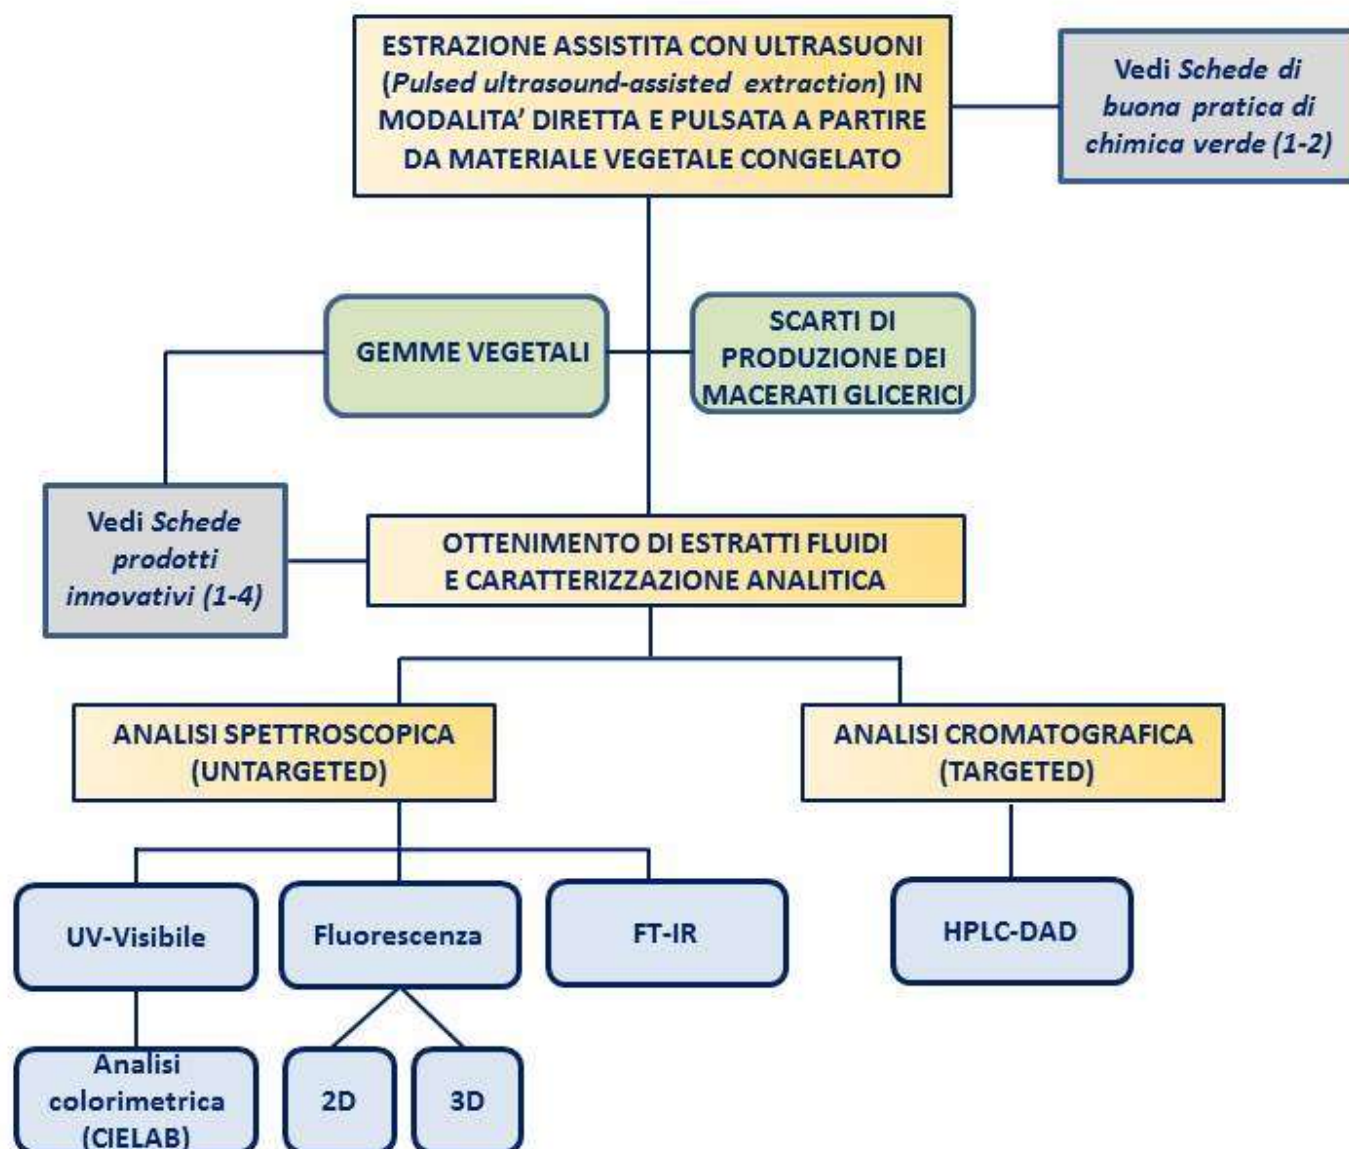 ESTRAZIONE ASSISTITA CON ULTRASUONI
(Pulsed ultrasound-assisted extraction) IN
MODALITA' DIRETTA E PULSATA A PARTIRE
DA MATERIALE VEGETALE CONGELATO
Vedi Schede di
buona pratica di
chimica verde (1-2)
GEMME VEGETALI
SCARTI DI
PRODUZIONE DEI
MACERATI GLICERICI
Vedi Schede
prodotti
innovativi (1-4)
OTTENIMENTO DI ESTRATTI FLUIDI
E CARATTERIZZAZIONE ANALITICA
ANALISI SPETTROSCOPICA
(UNTARGETED)
ANALISI CROMATOGRAFICA
(TARGETED)
UV-Visibile
Fluorescenza
FT-IR
HPLC-DAD
Analisi
colorimetrica
(CIELAB)
2D
3D